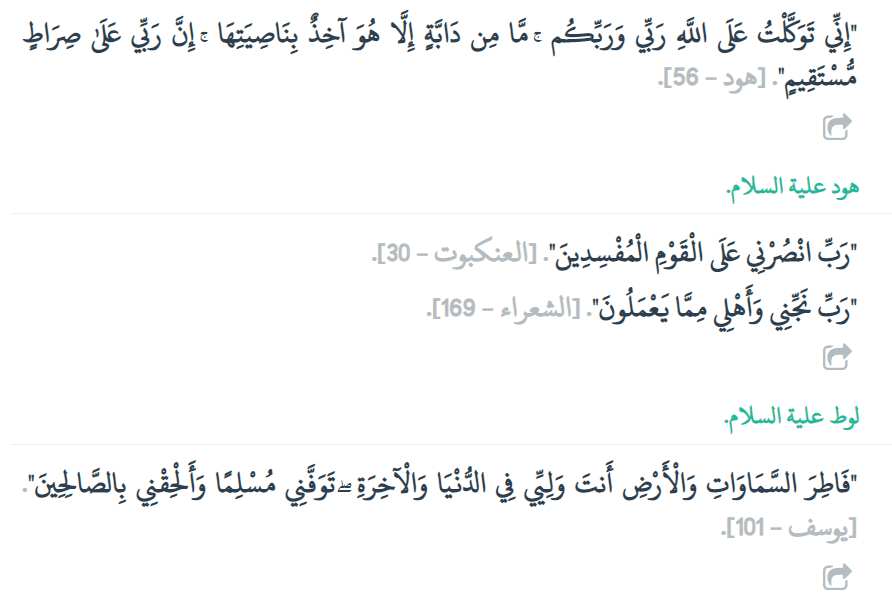 "إِنِّي تَوَكَّلْتُ عَلَى اللَّهِ رَبِّي وَرَبِّكُم ۚ مَّا مِن دَابَّةٍ إِلَّا هُوَ آخِذٌ بِنَاصِيَتِهَا ۚ إِنَّ رَبِّي عَلَىٰ صِرَاطٍ
مُّسْتَقِيمٍ". [هود – 56].
هود علية السلام.
"رَبِّ انْصُرْنِي عَلَى الْقَوْمِ الْمُفْسِدِينَ". [العنكبوت – 30].
"رَبِّ نَجِّنِي وَأَهْلِي مِمَّا يَعْمَلُونَ". [الشعراء – 169].
لوط علية السلام.
"فَاطِرَ السَّمَاوَاتِ وَالْأَرْضِ أَنتَ وَلِيِّي فِي الدُّنْيَا وَالْآخِرَةِ ۖ تَوَفَّنِي مُسْلِمًا وَأَلْحِقْنِي بِالصَّالِحِينَ".
[يوسف – 101].